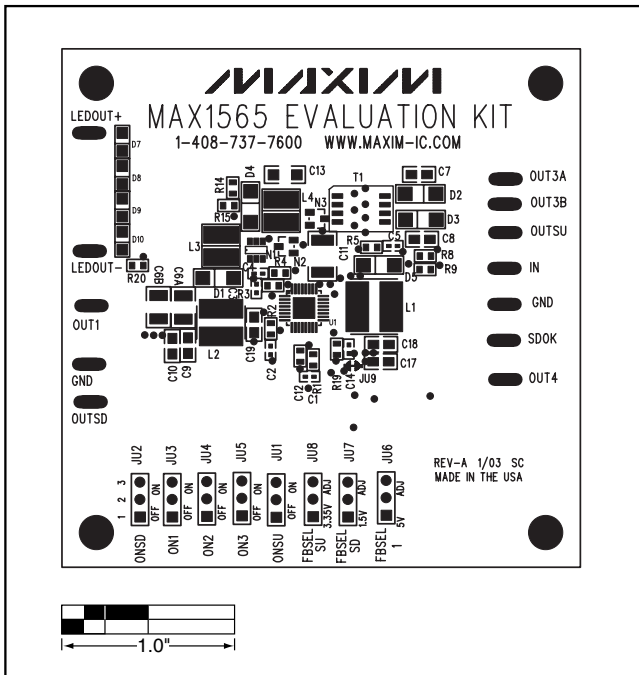 MAXIM
MAX1565 EVALUATION KIT
1-408-737-7600 WWW.MAXIM-IC.COM
LEDOUT+
D7
D8
D9
D10
LEDOUT-
R20
R14
R15
D4
C13
L4
N3
T1
C7
D2
D3
C8
R8
R9
C5
R5
C11
D5
L3
N1
N2
R4
C4
R3
C3
D1
C6B
C6A
R2
U1
L1
L2
C19
C2
C10
C9
C12
C1
R1
R19
C14
JU9
C18
C17
OUT3A
OUT3B
OUTSU
IN
GND
SDOK
OUT4
OUT1
GND
OUTSD
REV-A 1/03 SC
MADE IN THE USA
JU2 JU3 JU4 JU5 JU1 JU8 JU7 JU6
1 2 3
OFF ON
OFF ON
OFF ON
OFF ON
OFF ON
3.35V ADJ
1.5V ADJ
5V ADJ
ONSD
ON1
ON2
ON3
ONSU
FBSEL
SU
FBSEL
SD
FBSEL
1
1.0"